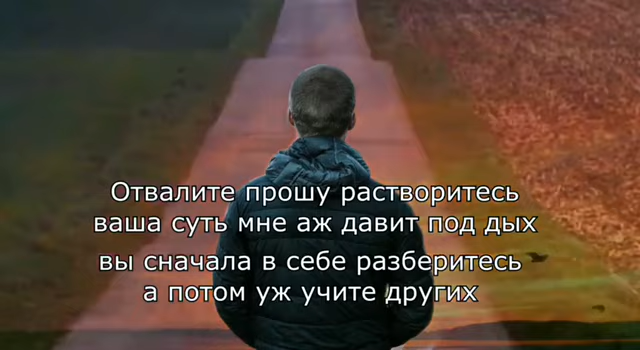 Отвалите прошу растворитесь
ваша суть мне аж давит под дых
вы сначала в себе разберитесь
а потом уж учите других